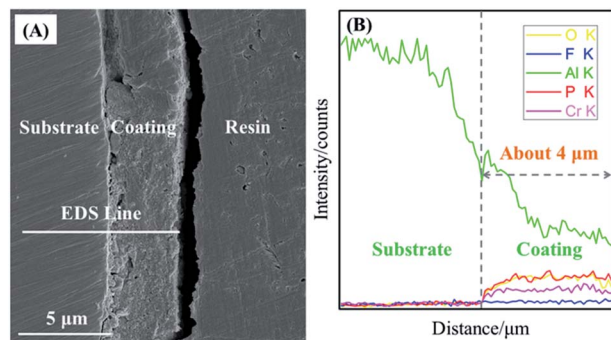 (A)
Substrate
Coating
Resin
EDS Line
5 μm
(B)
Intensity/counts
O K
F K
Al K
P K
Cr K
About 4 μm
Substrate
Coating
Distance/μm